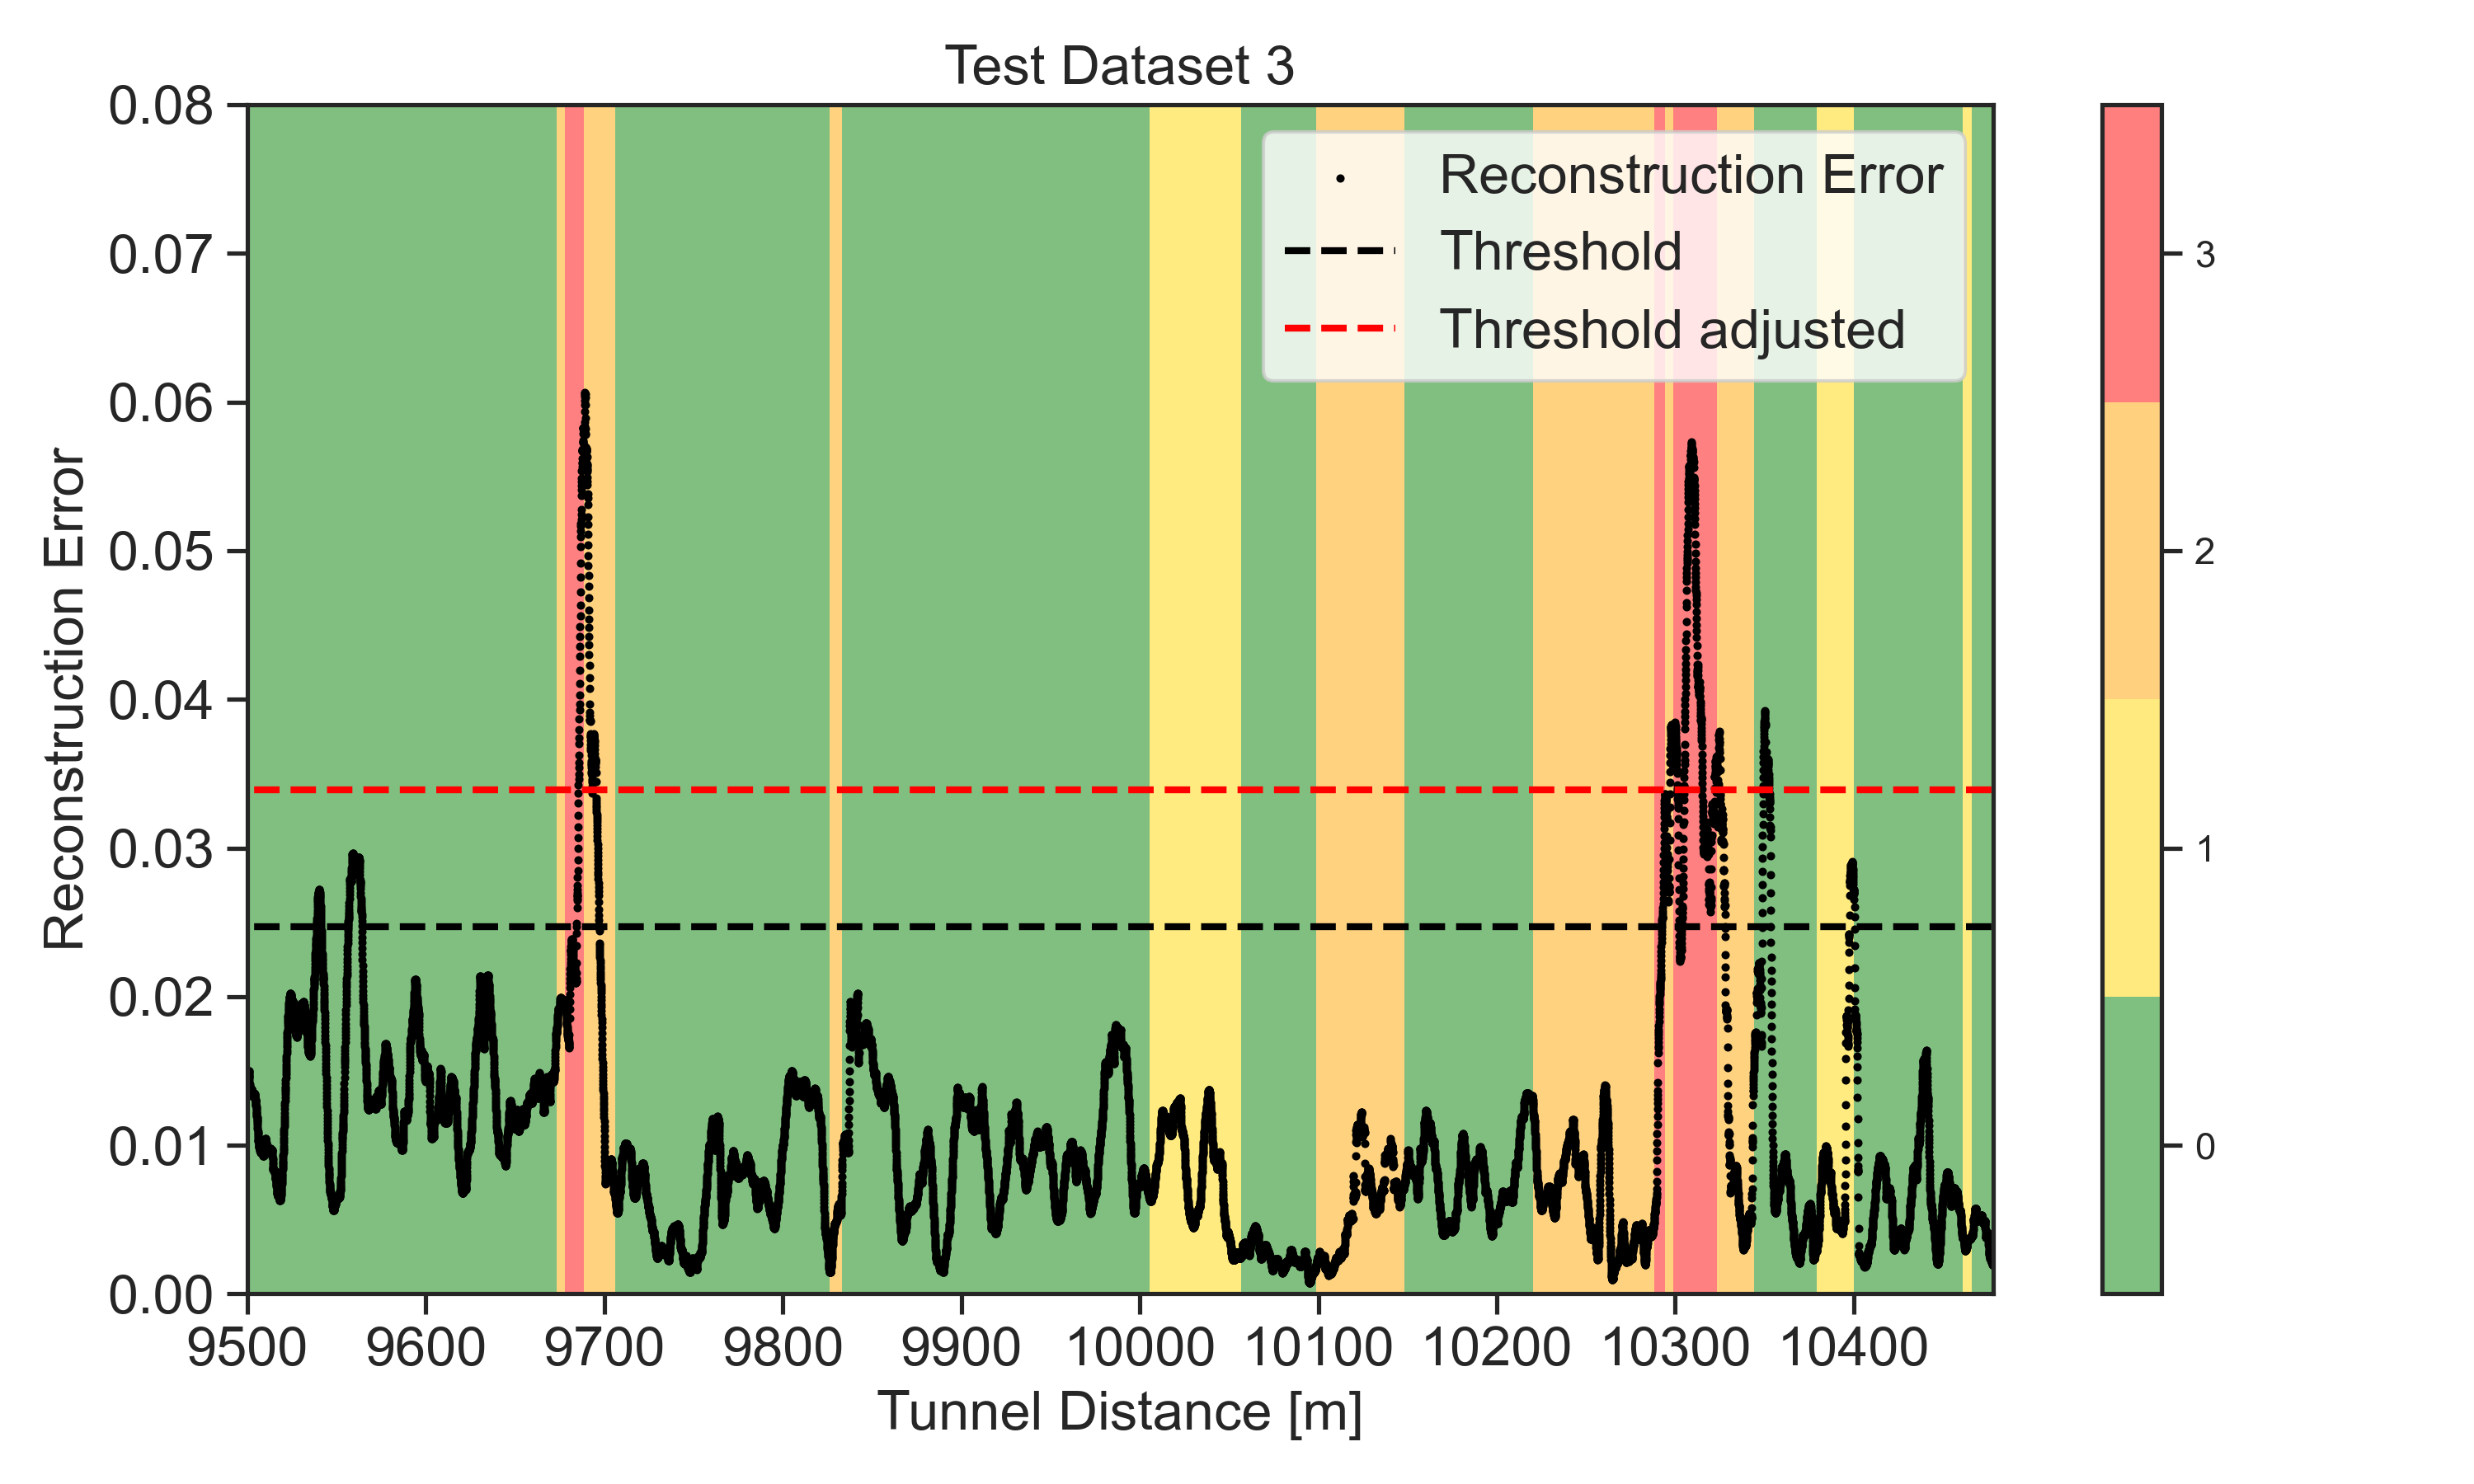 Test Dataset 3
0.08
0.07
0.06
0.05
0.04
0.03
0.02
0.01
0.00
Reconstruction Error
Reconstruction Error
Threshold
Threshold adjusted
9500 9600 9700 9800 9900 10000 10100 10200 10300 10400
Tunnel Distance [m]
3
2
1
0